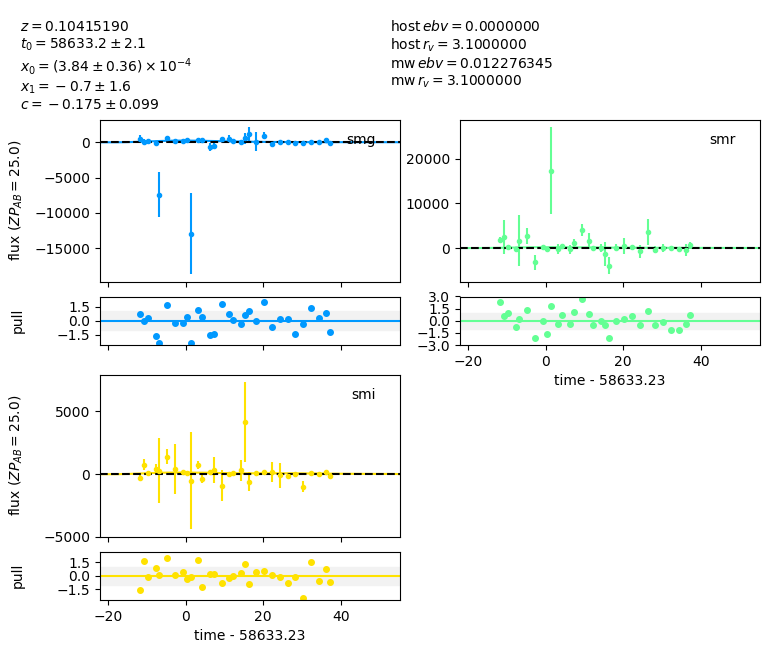 z = 0.10415190
t₀ = 58633.2 ± 2.1
x₀ = (3.84 ± 0.36) × 10⁻⁴
x₁ = −0.7 ± 1.6
c = −0.175 ± 0.099
host ebv = 0.0000000
host r_v = 3.1000000
mw ebv = 0.012276345
mw r_v = 3.1000000
smg
flux (ZP_AB = 25.0)
0
−5000
−10000
−15000
pull
1.5
0.0
−1.5
smr
20000
10000
0
3.0
1.5
0.0
−1.5
−3.0
−20 0 20 40
time - 58633.23
smi
flux (ZP_AB = 25.0)
5000
0
−5000
pull
1.5
0.0
−1.5
−20 0 20 40
time - 58633.23